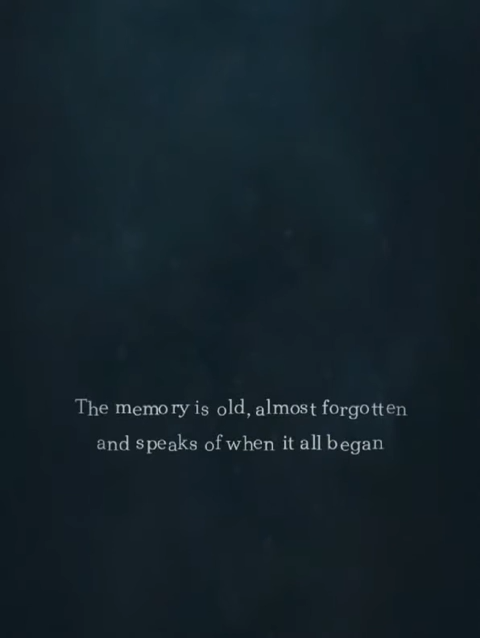 The memory is old, almost forgotten
and speaks of when it all began